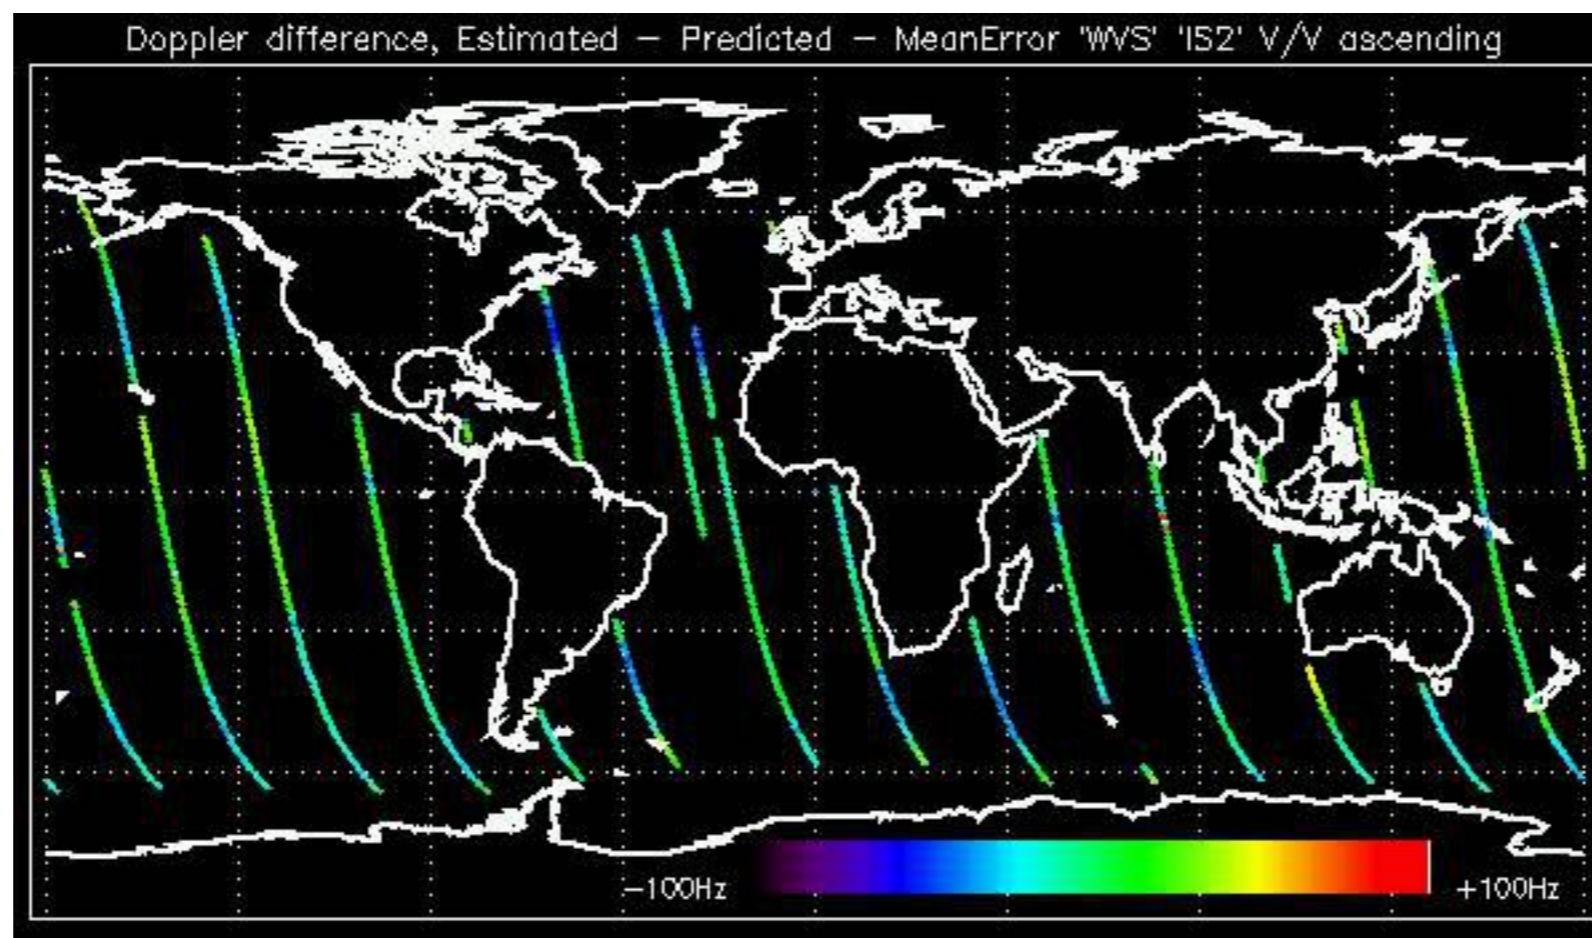 Doppler difference, Estimated – Predicted – MeanError 'WVS' 'IS2' V/V ascending
–100Hz
+100Hz